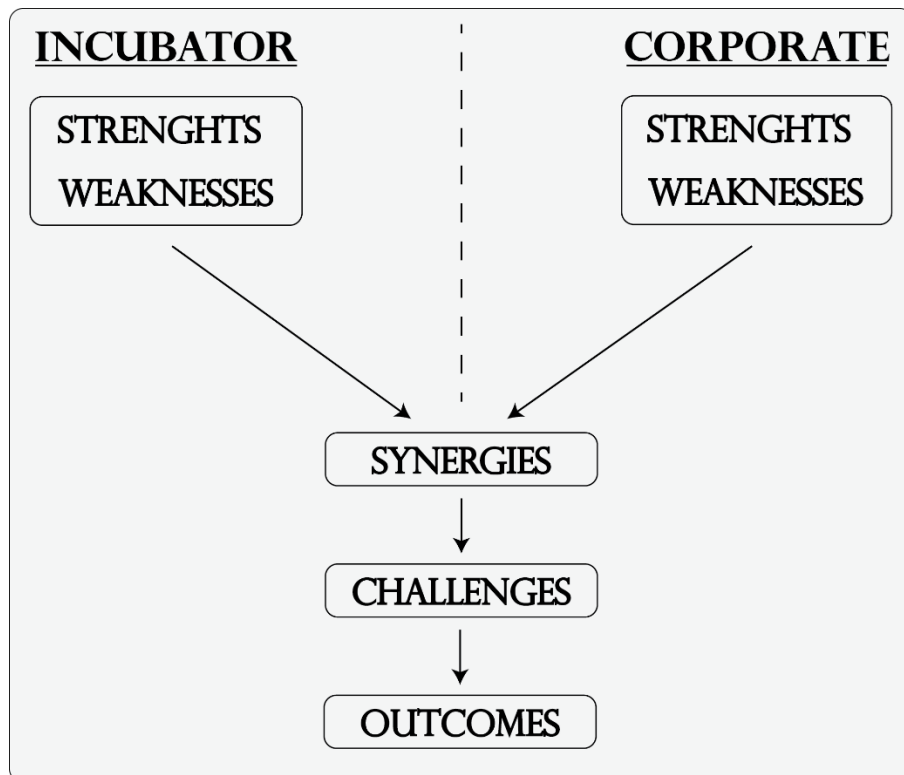 INCUBATOR
CORPORATE
STRENGHTS
WEAKNESSES
STRENGHTS
WEAKNESSES
SYNERGIES
CHALLENGES
OUTCOMES